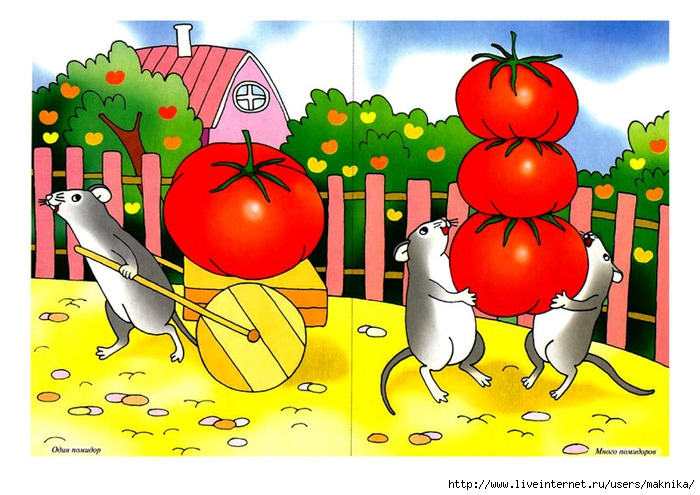 Один помидор
Много помидоров
http://www.liveinternet.ru/users/maknika/